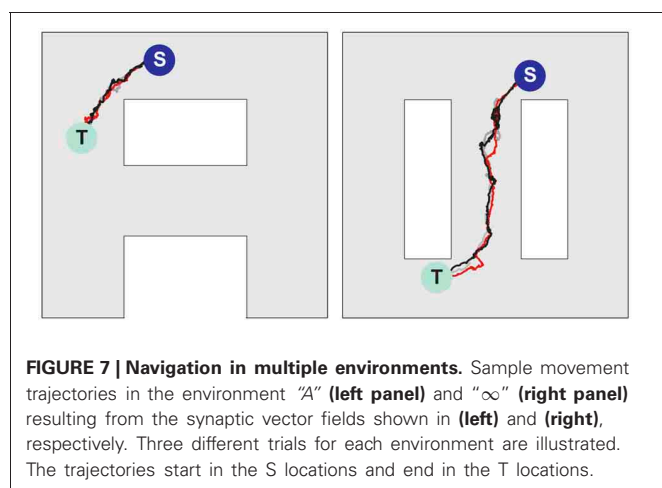 S
T
S
T
FIGURE 7 | Navigation in multiple environments. Sample movement
trajectories in the environment "A" (left panel) and "∞" (right panel)
resulting from the synaptic vector fields shown in (left) and (right),
respectively. Three different trials for each environment are illustrated.
The trajectories start in the S locations and end in the T locations.